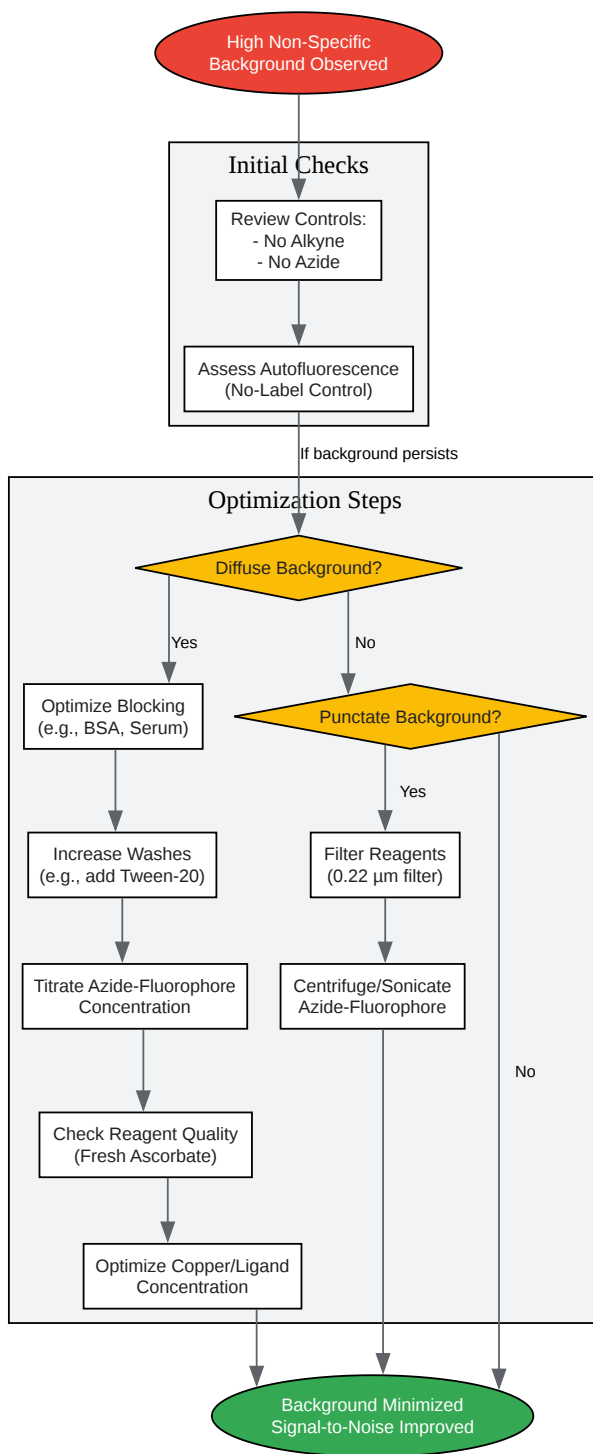 High Non-Specific
Background Observed
Initial Checks
Review Controls:
- No Alkyne
- No Azide
Assess Autofluorescence
(No-Label Control)
If background persists
Optimization Steps
Diffuse Background?
Yes
No
Optimize Blocking
(e.g., BSA, Serum)
Punctate Background?
Yes
Increase Washes
(e.g., add Tween-20)
Filter Reagents
(0.22 µm filter)
Titrate Azide-Fluorophore
Concentration
Centrifuge/Sonicate
Azide-Fluorophore
No
Check Reagent Quality
(Fresh Ascorbate)
Optimize Copper/Ligand
Concentration
Background Minimized
Signal-to-Noise Improved